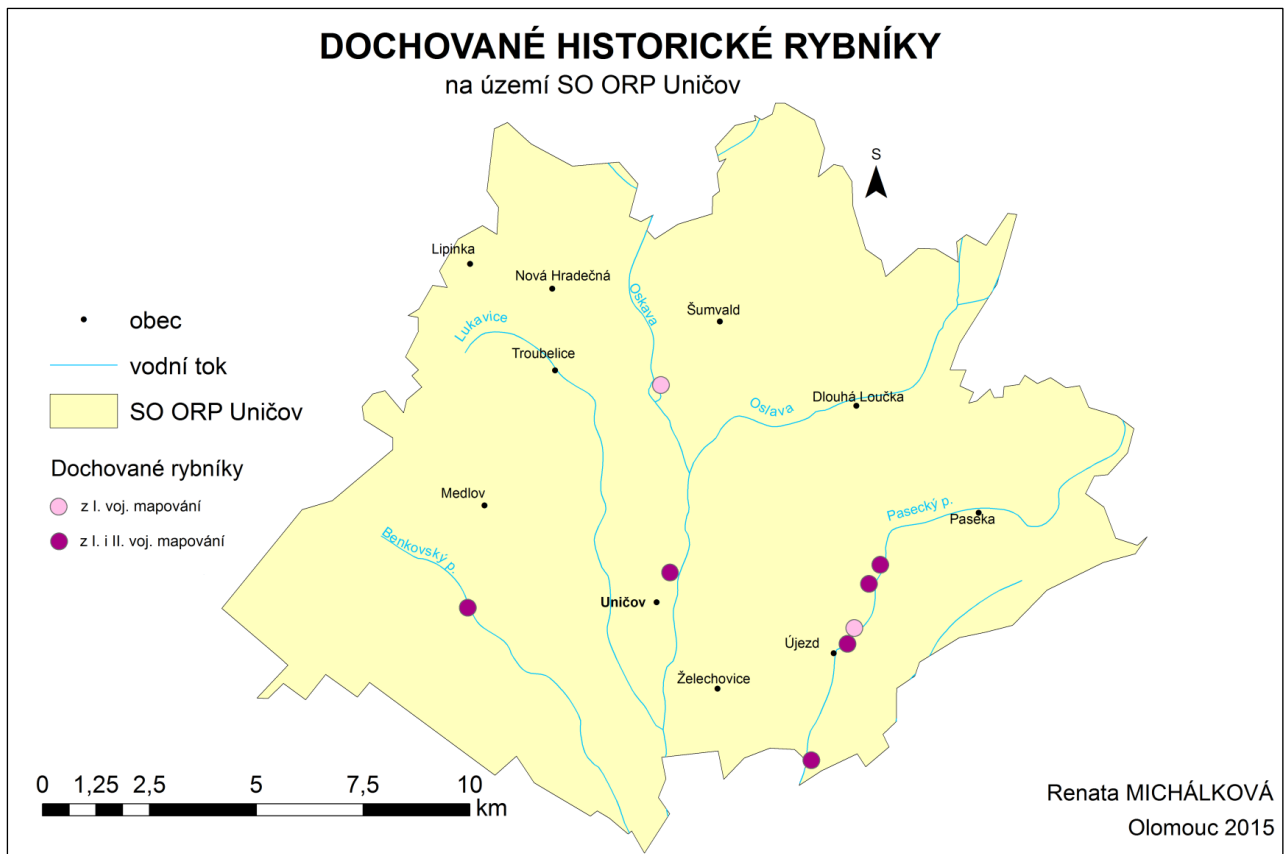 DOCHOVANÉ HISTORICKÉ RYBNÍKY
na území SO ORP Uničov
S
Lipinka
Nová Hradečná
Oskava
Šumvald
Lukavice
Troubelice
Dlouhá Loučka
Oslava
Medlov
Pasecký p.
Paseka
Benkovský p.
Uničov
Újezd
Želechovice
obec
vodní tok
SO ORP Uničov
Dochované rybníky
z I. voj. mapování
z I. i II. voj. mapování
0 1,25 2,5 5 7,5 10
km
Renata MICHÁLKOVÁ
Olomouc 2015